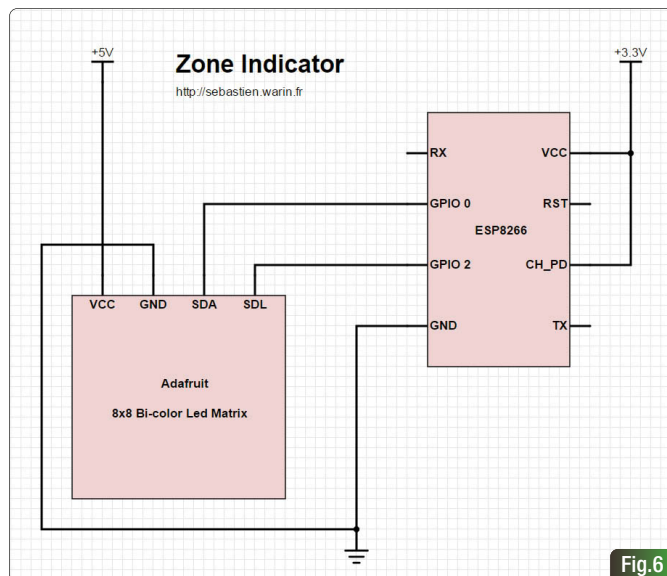 +5V
Zone Indicator
http://sebastien.warin.fr
+3.3V
RX
VCC
GPIO 0
RST
ESP8266
GPIO 2
CH_PD
GND
TX
VCC GND SDA SDL
Adafruit
8x8 Bi-color Led Matrix
Fig.6